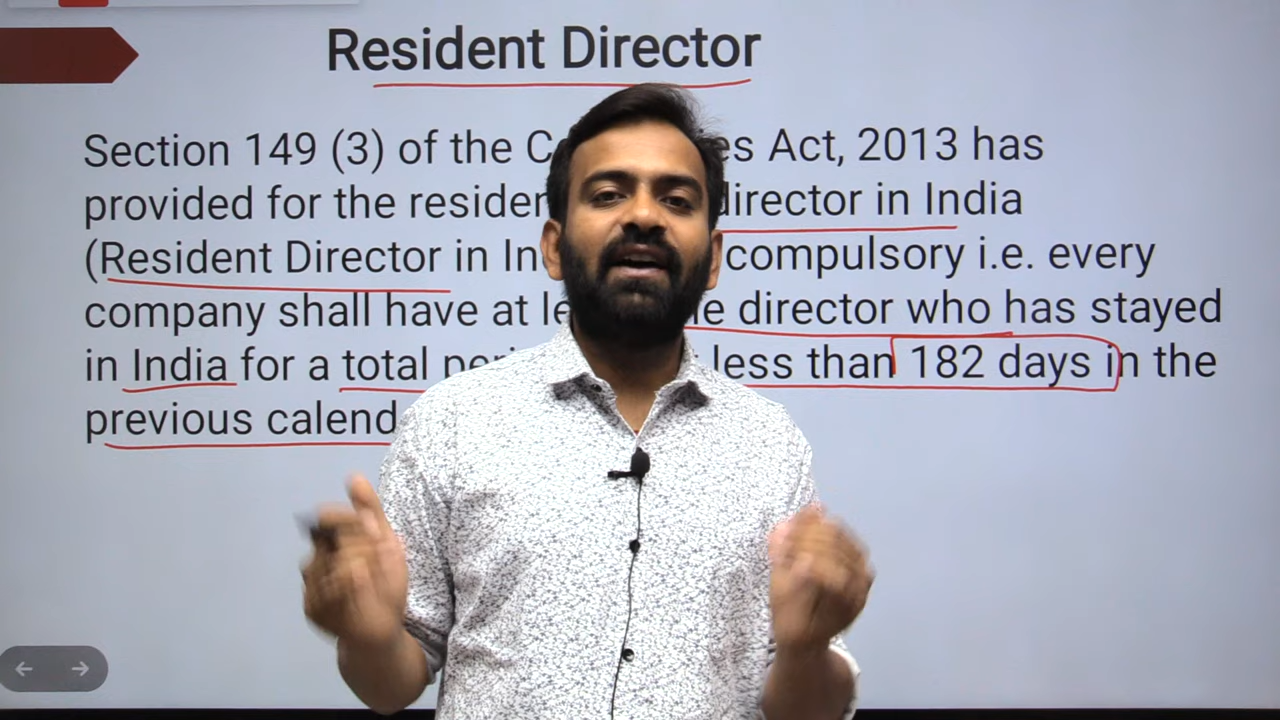 Resident Director
Section 149 (3) of the C es Act, 2013 has
provided for the residen director in India
(Resident Director in In compulsory i.e. every
company shall have at le e director who has stayed
in India for a total peri less than 182 days in the
previous calend